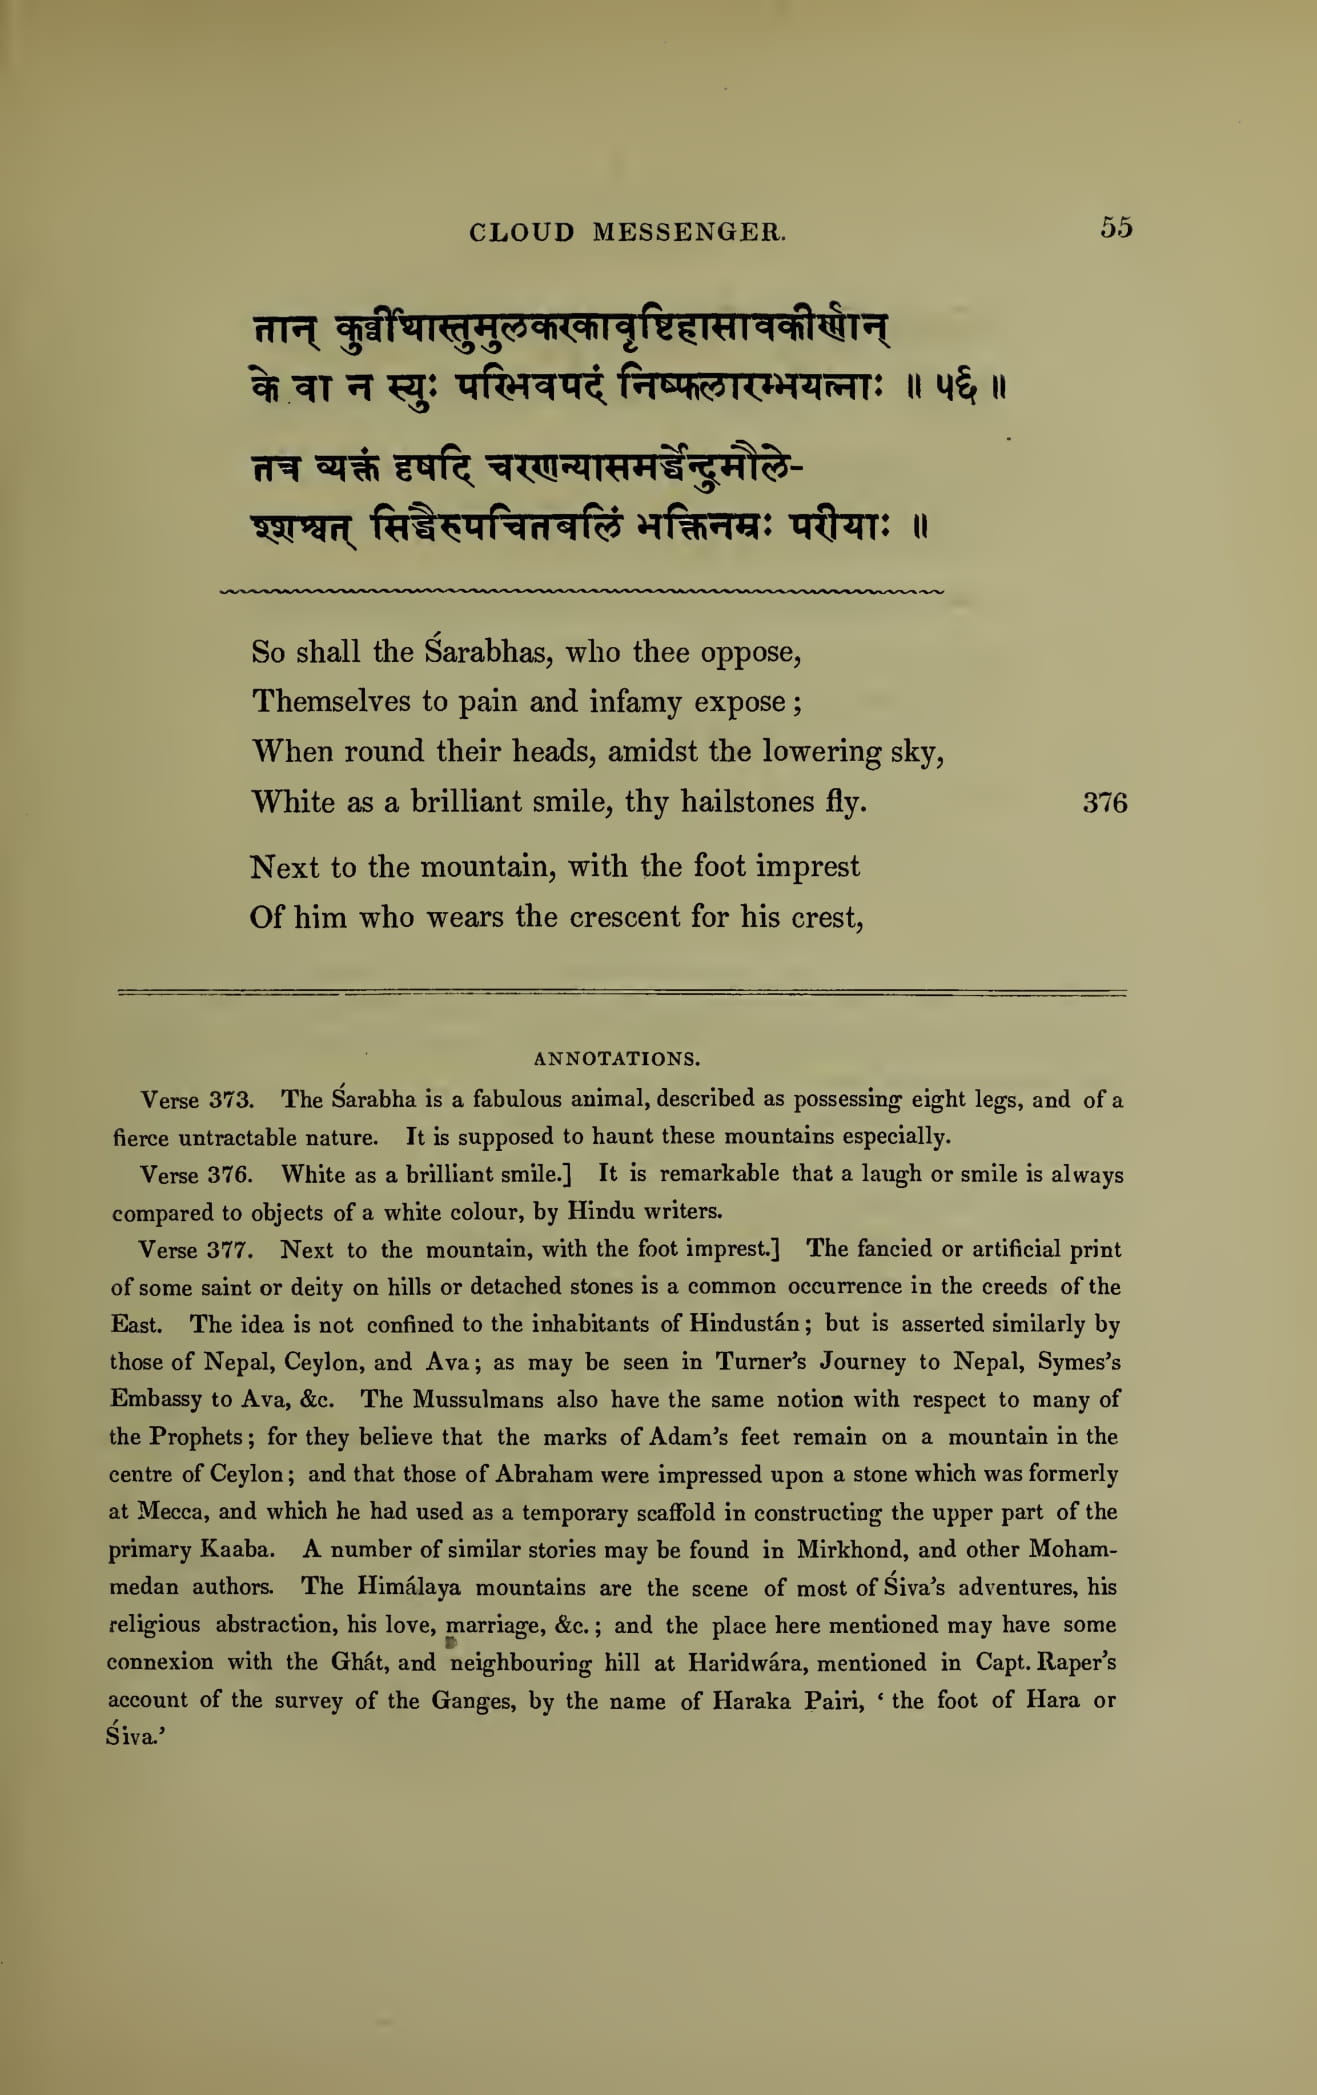 CLOUD MESSENGER. 55
तान् कुर्व्वीथास्तुमुलकरकावृष्टिहासावकीर्णान्
के वा न स्युः परिभवपदं निष्फलारम्भयत्नाः ॥ ५६ ॥
तत्र व्यक्तं दृषदि चरणन्यासमर्द्धेन्दुमौले-
श्शश्वत् सिद्धैरुपचितबलिं भक्तिनम्रः परीयाः ॥
So shall the Śarabhas, who thee oppose,
Themselves to pain and infamy expose ;
When round their heads, amidst the lowering sky,
White as a brilliant smile, thy hailstones fly. 376
Next to the mountain, with the foot imprest
Of him who wears the crescent for his crest,
ANNOTATIONS.
Verse 373. The Śarabha is a fabulous animal, described as possessing eight legs, and of a
fierce untractable nature. It is supposed to haunt these mountains especially.
Verse 376. White as a brilliant smile.] It is remarkable that a laugh or smile is always
compared to objects of a white colour, by Hindu writers.
Verse 377. Next to the mountain, with the foot imprest.] The fancied or artificial print
of some saint or deity on hills or detached stones is a common occurrence in the creeds of the
East. The idea is not confined to the inhabitants of Hindustán ; but is asserted similarly by
those of Nepal, Ceylon, and Ava ; as may be seen in Turner's Journey to Nepal, Symes's
Embassy to Ava, &c. The Mussulmans also have the same notion with respect to many of
the Prophets ; for they believe that the marks of Adam's feet remain on a mountain in the
centre of Ceylon ; and that those of Abraham were impressed upon a stone which was formerly
at Mecca, and which he had used as a temporary scaffold in constructing the upper part of the
primary Kaaba. A number of similar stories may be found in Mirkhond, and other Moham-
medan authors. The Himálaya mountains are the scene of most of Śiva's adventures, his
religious abstraction, his love, marriage, &c. ; and the place here mentioned may have some
connexion with the Ghát, and neighbouring hill at Haridwára, mentioned in Capt. Raper's
account of the survey of the Ganges, by the name of Haraka Pairi, ‘ the foot of Hara or
Śiva.’